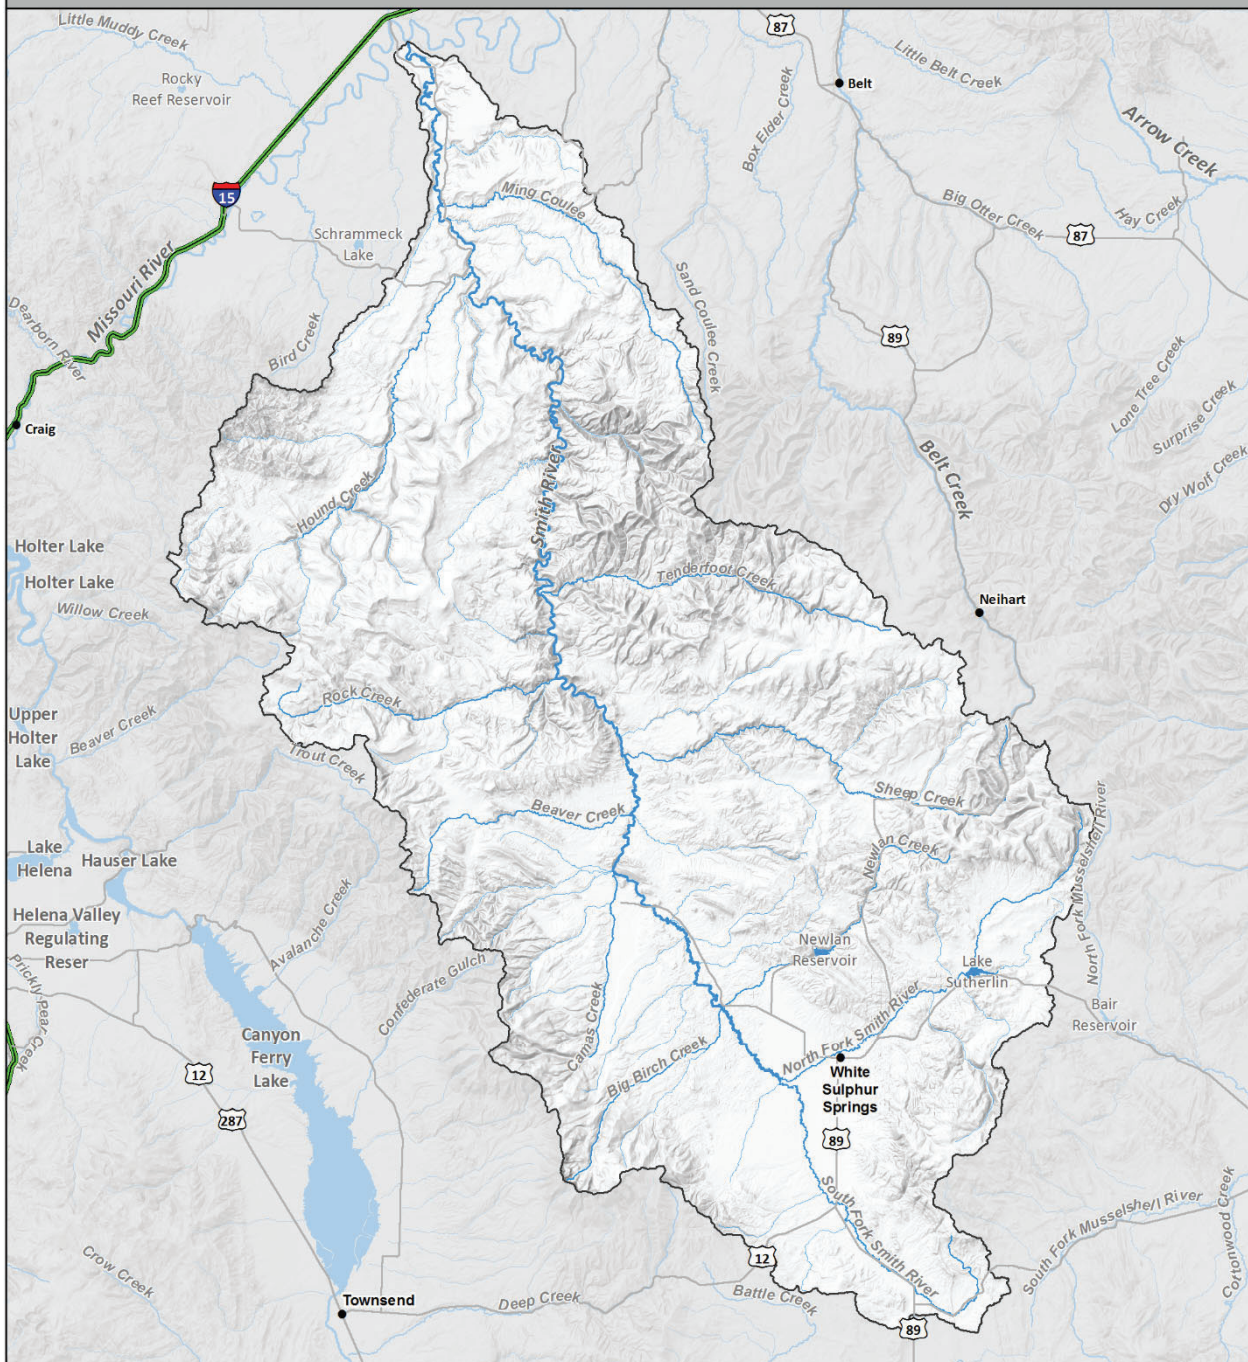 Little Muddy Creek
87
Belt
Little Belt Creek
Rocky
Reef Reservoir
Box Elder Creek
Arrow Creek
15
Ming Coulee
Big Otter Creek
Hay Creek
87
Schrammeck
Lake
Missouri River
Sand Coulee Creek
Dearborn River
Bird Creek
89
Lone Tree Creek
Surprise Creek
Craig
Belt Creek
Dry Wolf Creek
Hound Creek
Smith River
Holter Lake
Holter Lake
Tenderfoot Creek
Willow Creek
Neihart
Rock Creek
Upper
Holter
Lake
Beaver Creek
Trout Creek
Sheep Creek
Beaver Creek
North Fork Musselshell River
Newlan Creek
Lake
Helena
Hauser Lake
Avalanche Creek
Helena Valley
Regulating
Reser
Newlan
Reservoir
Lake
Sutherlin
Prickly Pear Creek
Confederate Gulch
Camas Creek
North Fork Smith River
Bair
Reservoir
Canyon
Ferry
Lake
Big Birch Creek
12
White
Sulphur
Springs
287
89
South Fork Smith River
South Fork Musselshell River
Cottonwood Creek
Crow Creek
12
Townsend
Deep Creek
Battle Creek
89